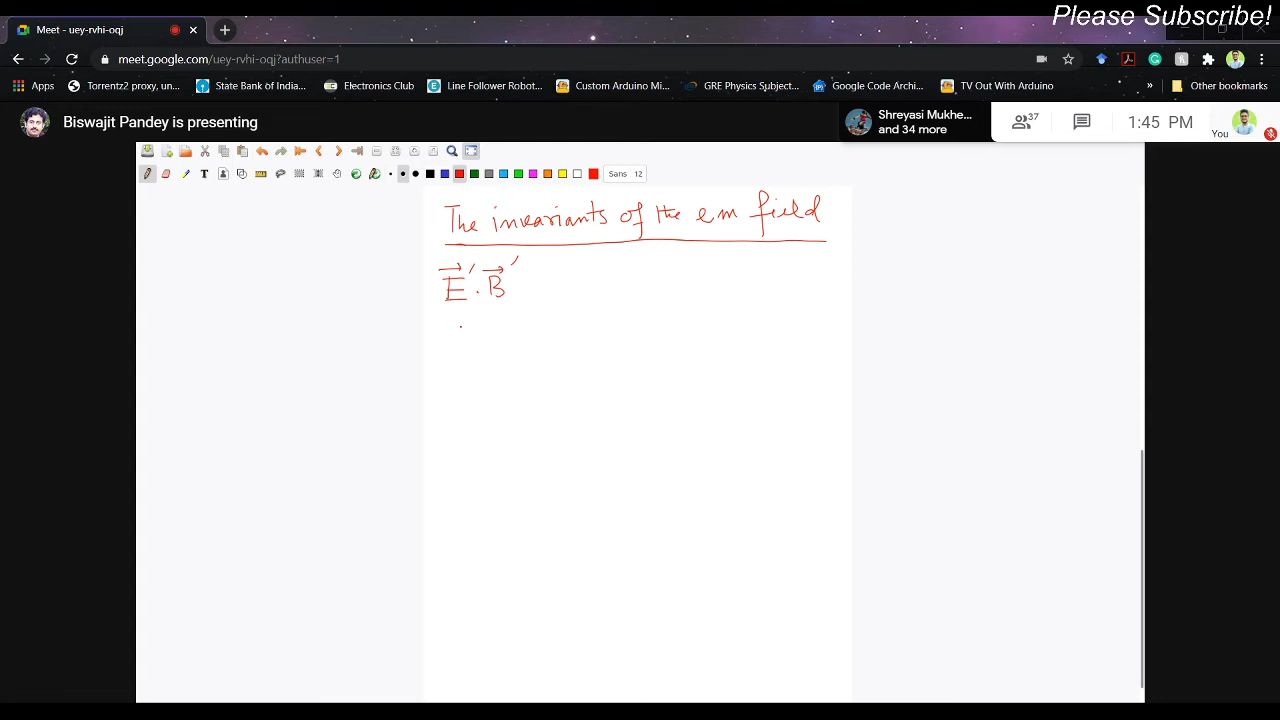 Please Subscribe!
Meet - uey-rvhi-oqj
meet.google.com/uey-rvhi-oqj?authuser=1
Apps
Torrentz2 proxy, un...
State Bank of India...
Electronics Club
Line Follower Robot...
Custom Arduino Mi...
GRE Physics Subject...
Google Code Archi...
TV Out With Arduino
»
Other bookmarks
Biswajit Pandey is presenting
Shreyasi Mukhe...
and 34 more
37
1:45 PM
You
Sans 12
The invariants of the em field
E⃗′ · B⃗′